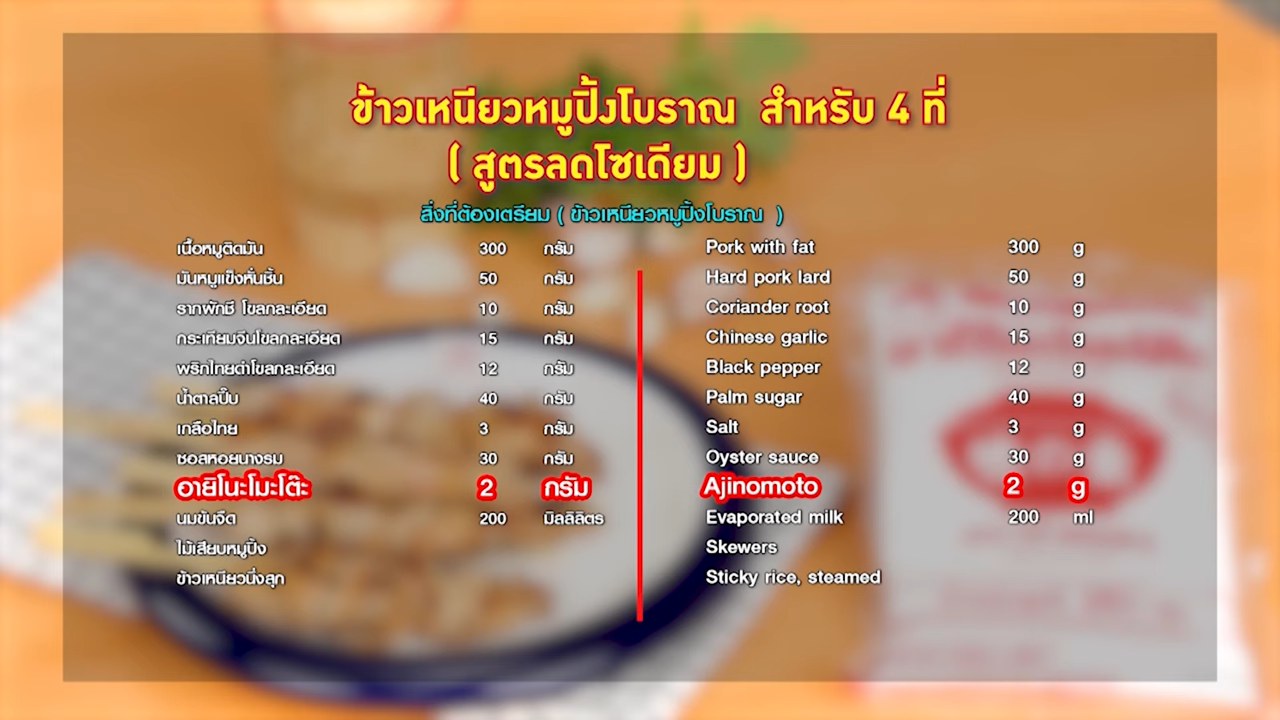 ข้าวเหนียวหมูปิ้งโบราณ สำหรับ 4 ที่
( สูตรลดโซเดียม )
สิ่งที่ต้องเตรียม ( ข้าวเหนียวหมูปิ้งโบราณ )
เนื้อหมูติดมัน 300 กรัม
มันหมูแข็งหั่นชิ้น 50 กรัม
รากผักชี โขลกละเอียด 10 กรัม
กระเทียมจีนโขลกละเอียด 15 กรัม
พริกไทยดำโขลกละเอียด 12 กรัม
น้ำตาลปี๊บ 40 กรัม
เกลือไทย 3 กรัม
ซอสหอยนางรม 30 กรัม
อายิโนะโมะโต๊ะ 2 กรัม
นมข้นจืด 200 มิลลิลิตร
ไม้เสียบหมูปิ้ง
ข้าวเหนียวนึ่งสุก
Pork with fat 300 g
Hard pork lard 50 g
Coriander root 10 g
Chinese garlic 15 g
Black pepper 12 g
Palm sugar 40 g
Salt 3 g
Oyster sauce 30 g
Ajinomoto 2 g
Evaporated milk 200 ml
Skewers
Sticky rice, steamed